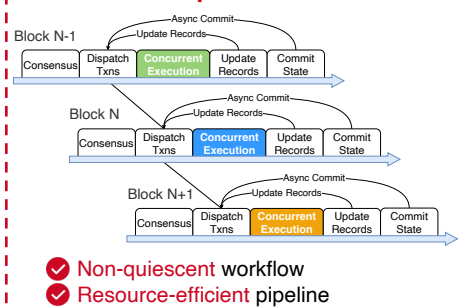 Async Commit
Block N-1
Update Records
Consensus
Dispatch Txns
Concurrent Execution
Update Records
Commit State
Async Commit
Block N
Update Records
Consensus
Dispatch Txns
Concurrent Execution
Update Records
Commit State
Async Commit
Block N+1
Update Records
Consensus
Dispatch Txns
Concurrent Execution
Update Records
Commit State
Non-quiescent workflow
Resource-efficient pipeline